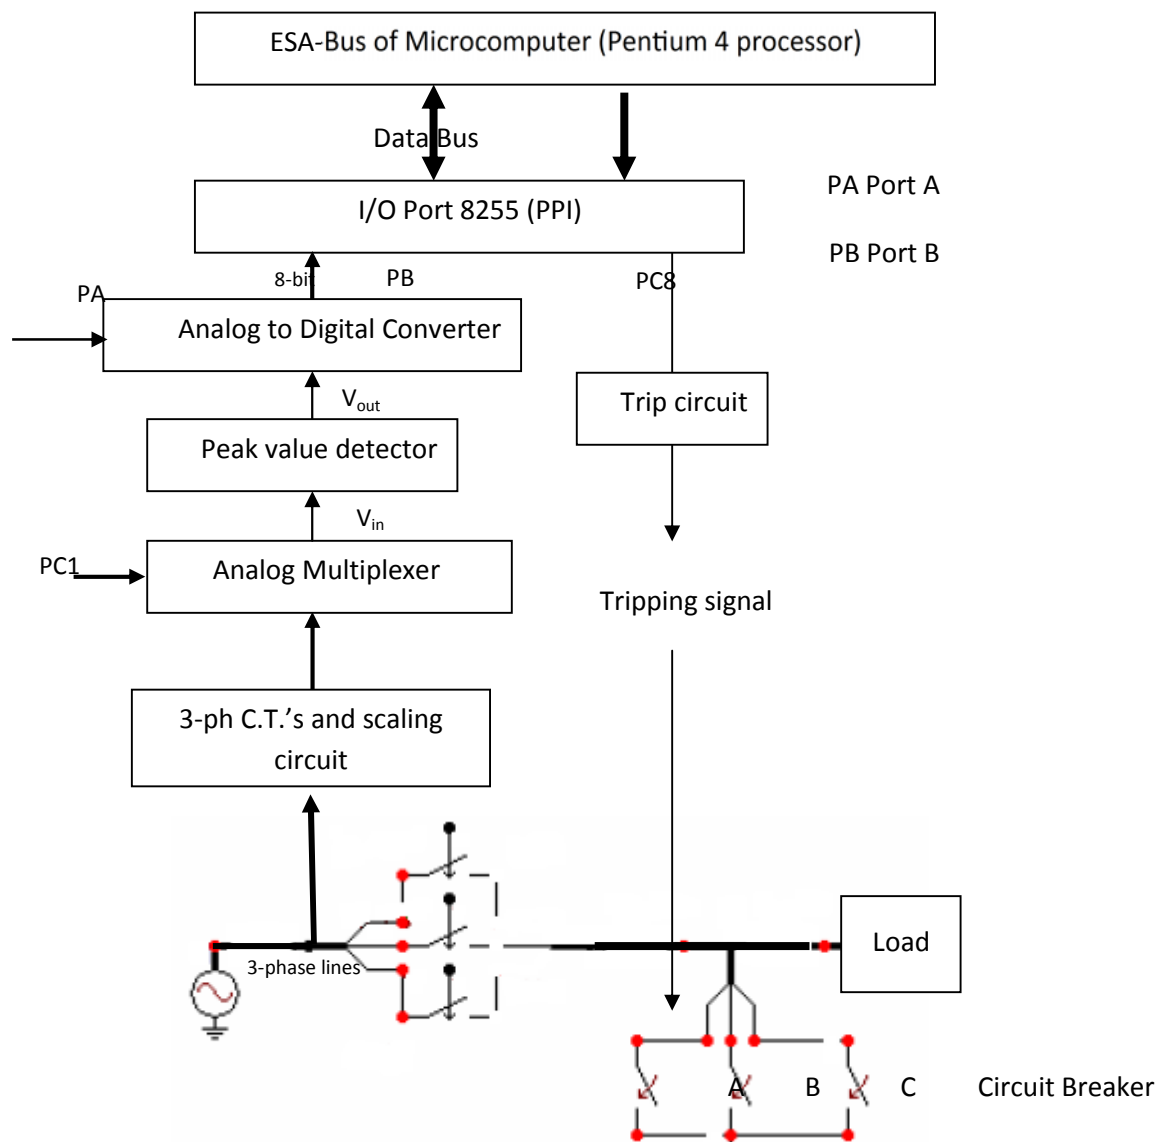 ESA-Bus of Microcomputer (Pentium 4 processor)
Data Bus
I/O Port 8255 (PPI)
PA Port A
PB Port B
8-bit
PB
PC8
PA
Analog to Digital Converter
Vout
Trip circuit
Peak value detector
Vin
PC1
Analog Multiplexer
Tripping signal
3-ph C.T.'s and scaling
circuit
Load
3-phase lines
A B C Circuit Breaker